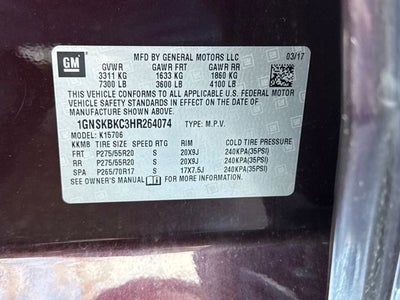 GM
MFD BY GENERAL MOTORS LLC 03/17
GVWR GAWR FRT GAWR RR
3311 KG 1633 KG 1860 KG
7300 LB 3600 LB 4100 LB
THIS VEHICLE CONFORMS TO ALL APPLICABLE U.S. FEDERAL MOTOR
VEHICLE SAFETY STANDARDS IN EFFECT ON THE DATE OF
MANUFACTURE SHOWN ABOVE.
1GNSKBKC3HR264074 TYPE: M.P.V.
MODEL: K15706
KKMB TIRE SIZE SPEED RTG RIM COLD TIRE PRESSURE
FRT P275/55R20 S 20X9J 240KPA(35PSI)
RR P275/55R20 S 20X9J 240KPA(35PSI)
SPA P265/70R17 S 17X7.5J 240KPA(35PSI)
SEE OWNER'S MANUAL FOR ADDITIONAL INFORMATION.